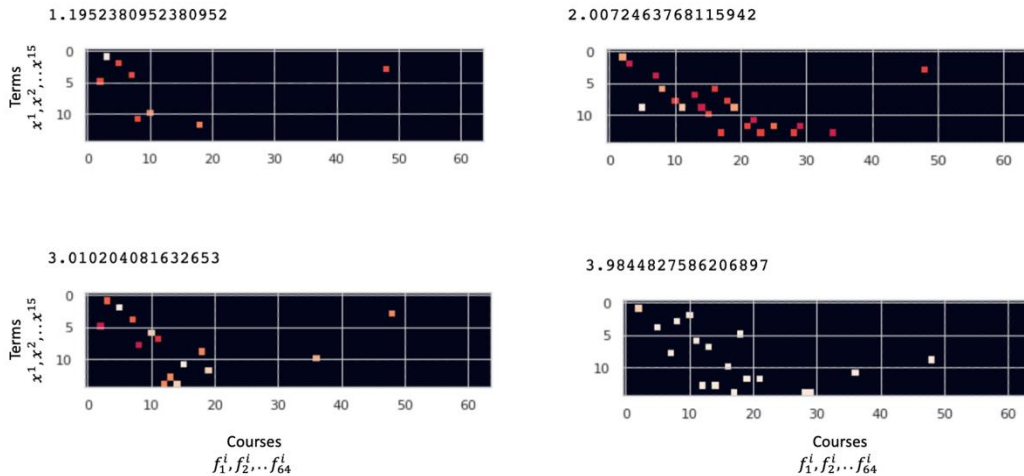 1.1952380952380952
Terms
x¹, x², .. x¹⁵
0
5
10
0 10 20 30 40 50 60
2.0072463768115942
0
5
10
0 10 20 30 40 50 60
3.010204081632653
Terms
x¹, x², .. x¹⁵
0
5
10
0 10 20 30 40 50 60
Courses
f₁ⁱ, f₂ⁱ, .. f₆₄ⁱ
3.9844827586206897
0
5
10
0 10 20 30 40 50 60
Courses
f₁ⁱ, f₂ⁱ, .. f₆₄ⁱ